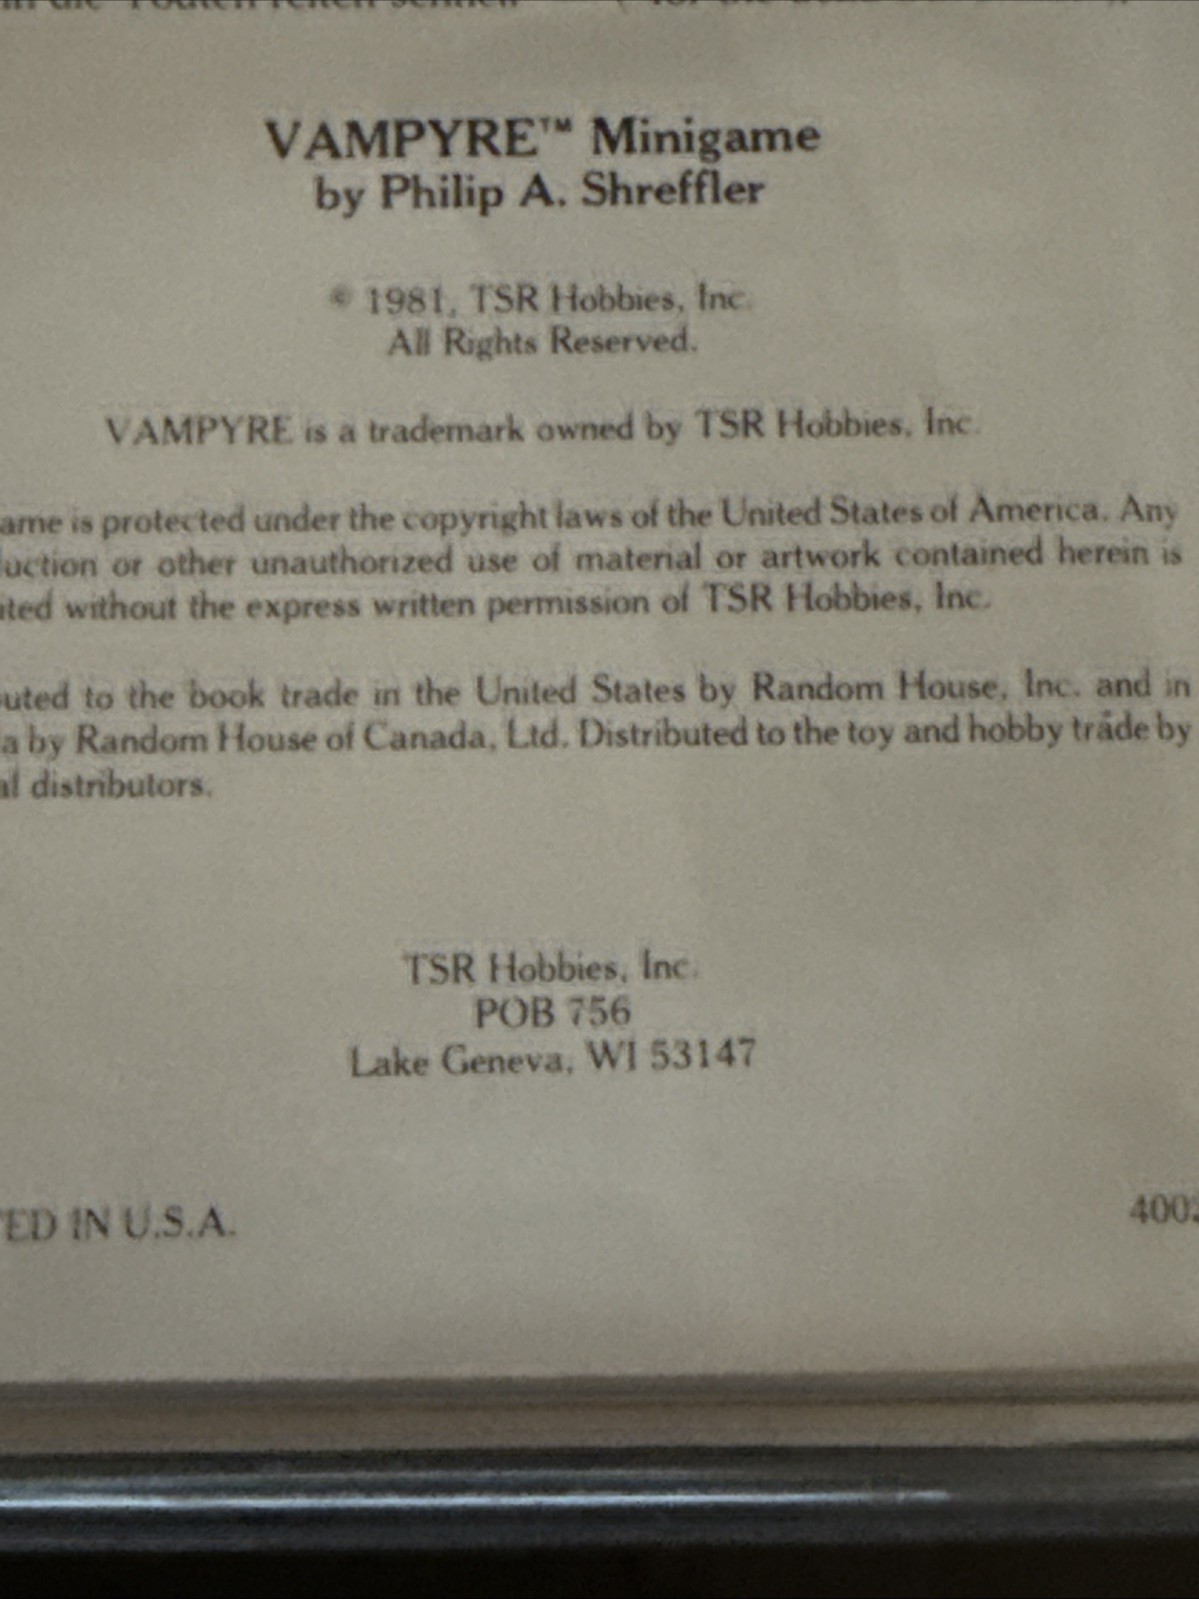 VAMPYRE™ Minigame
by Philip A. Shreffler
© 1981, TSR Hobbies, Inc.
All Rights Reserved.
VAMPYRE is a trademark owned by TSR Hobbies, Inc.
ame is protected under the copyright laws of the United States of America. Any
uction or other unauthorized use of material or artwork contained herein is
ited without the express written permission of TSR Hobbies, Inc.
uted to the book trade in the United States by Random House, Inc. and in
a by Random House of Canada, Ltd. Distributed to the toy and hobby trade by
al distributors.
TSR Hobbies, Inc.
POB 756
Lake Geneva, WI 53147
TED IN U.S.A.
400